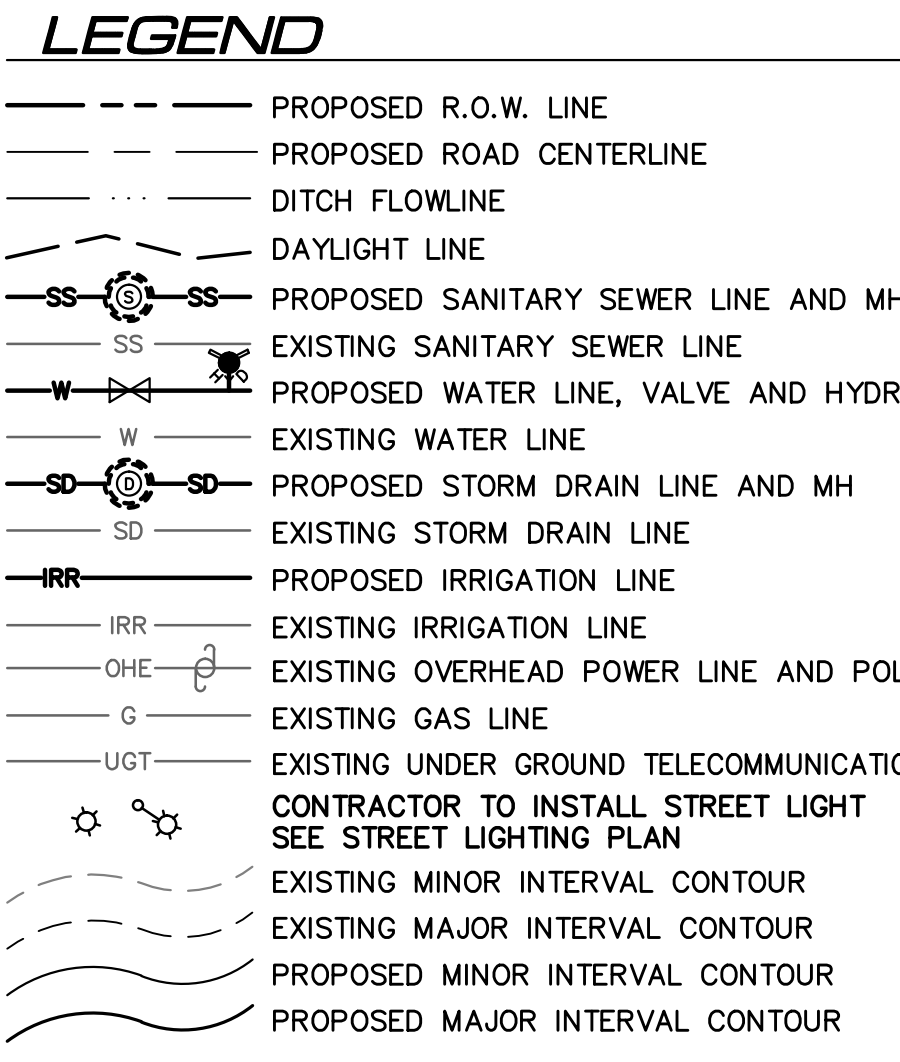 LEGEND
PROPOSED R.O.W. LINE
PROPOSED ROAD CENTERLINE
DITCH FLOWLINE
DAYLIGHT LINE
SS S SS PROPOSED SANITARY SEWER LINE AND MH
SS EXISTING SANITARY SEWER LINE
W PROPOSED WATER LINE, VALVE AND HYDR
W EXISTING WATER LINE
SD D SD PROPOSED STORM DRAIN LINE AND MH
SD EXISTING STORM DRAIN LINE
IRR PROPOSED IRRIGATION LINE
IRR EXISTING IRRIGATION LINE
OHE EXISTING OVERHEAD POWER LINE AND POL
G EXISTING GAS LINE
UGT EXISTING UNDER GROUND TELECOMMUNICATIO
CONTRACTOR TO INSTALL STREET LIGHT
SEE STREET LIGHTING PLAN
EXISTING MINOR INTERVAL CONTOUR
EXISTING MAJOR INTERVAL CONTOUR
PROPOSED MINOR INTERVAL CONTOUR
PROPOSED MAJOR INTERVAL CONTOUR